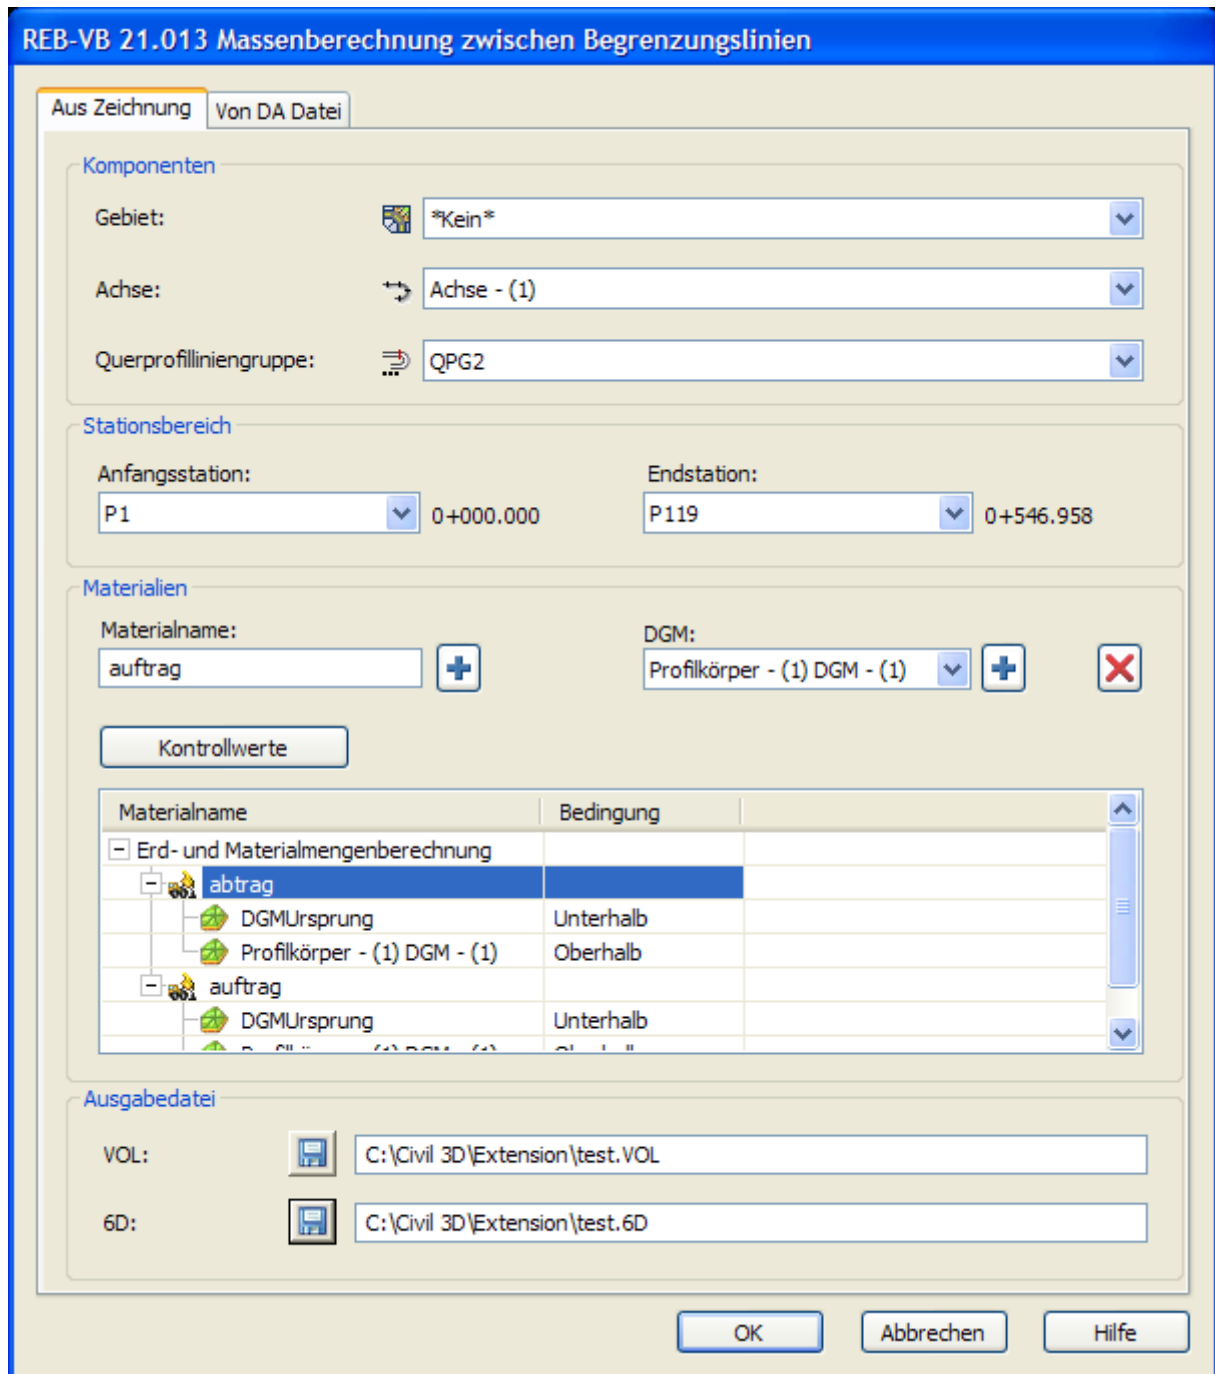 REB-VB 21.013 Massenberechnung zwischen Begrenzungslinien
Aus Zeichnung Von DA Datei
Komponenten
Gebiet: *Kein*
Achse: Achse - (1)
Querprofilliniengruppe: QPG2
Stationsbereich
Anfangsstation: Endstation:
P1 0+000.000 P119 0+546.958
Materialien
Materialname: DGM:
auftrag Profilkörper - (1) DGM - (1)
Kontrollwerte
Materialname Bedingung
Erd- und Materialmengenberechnung
abtrag
DGMUrsprung Unterhalb
Profilkörper - (1) DGM - (1) Oberhalb
auftrag
DGMUrsprung Unterhalb
Ausgabedatei
VOL: C:\Civil 3D\Extension\test.VOL
6D: C:\Civil 3D\Extension\test.6D
OK Abbrechen Hilfe